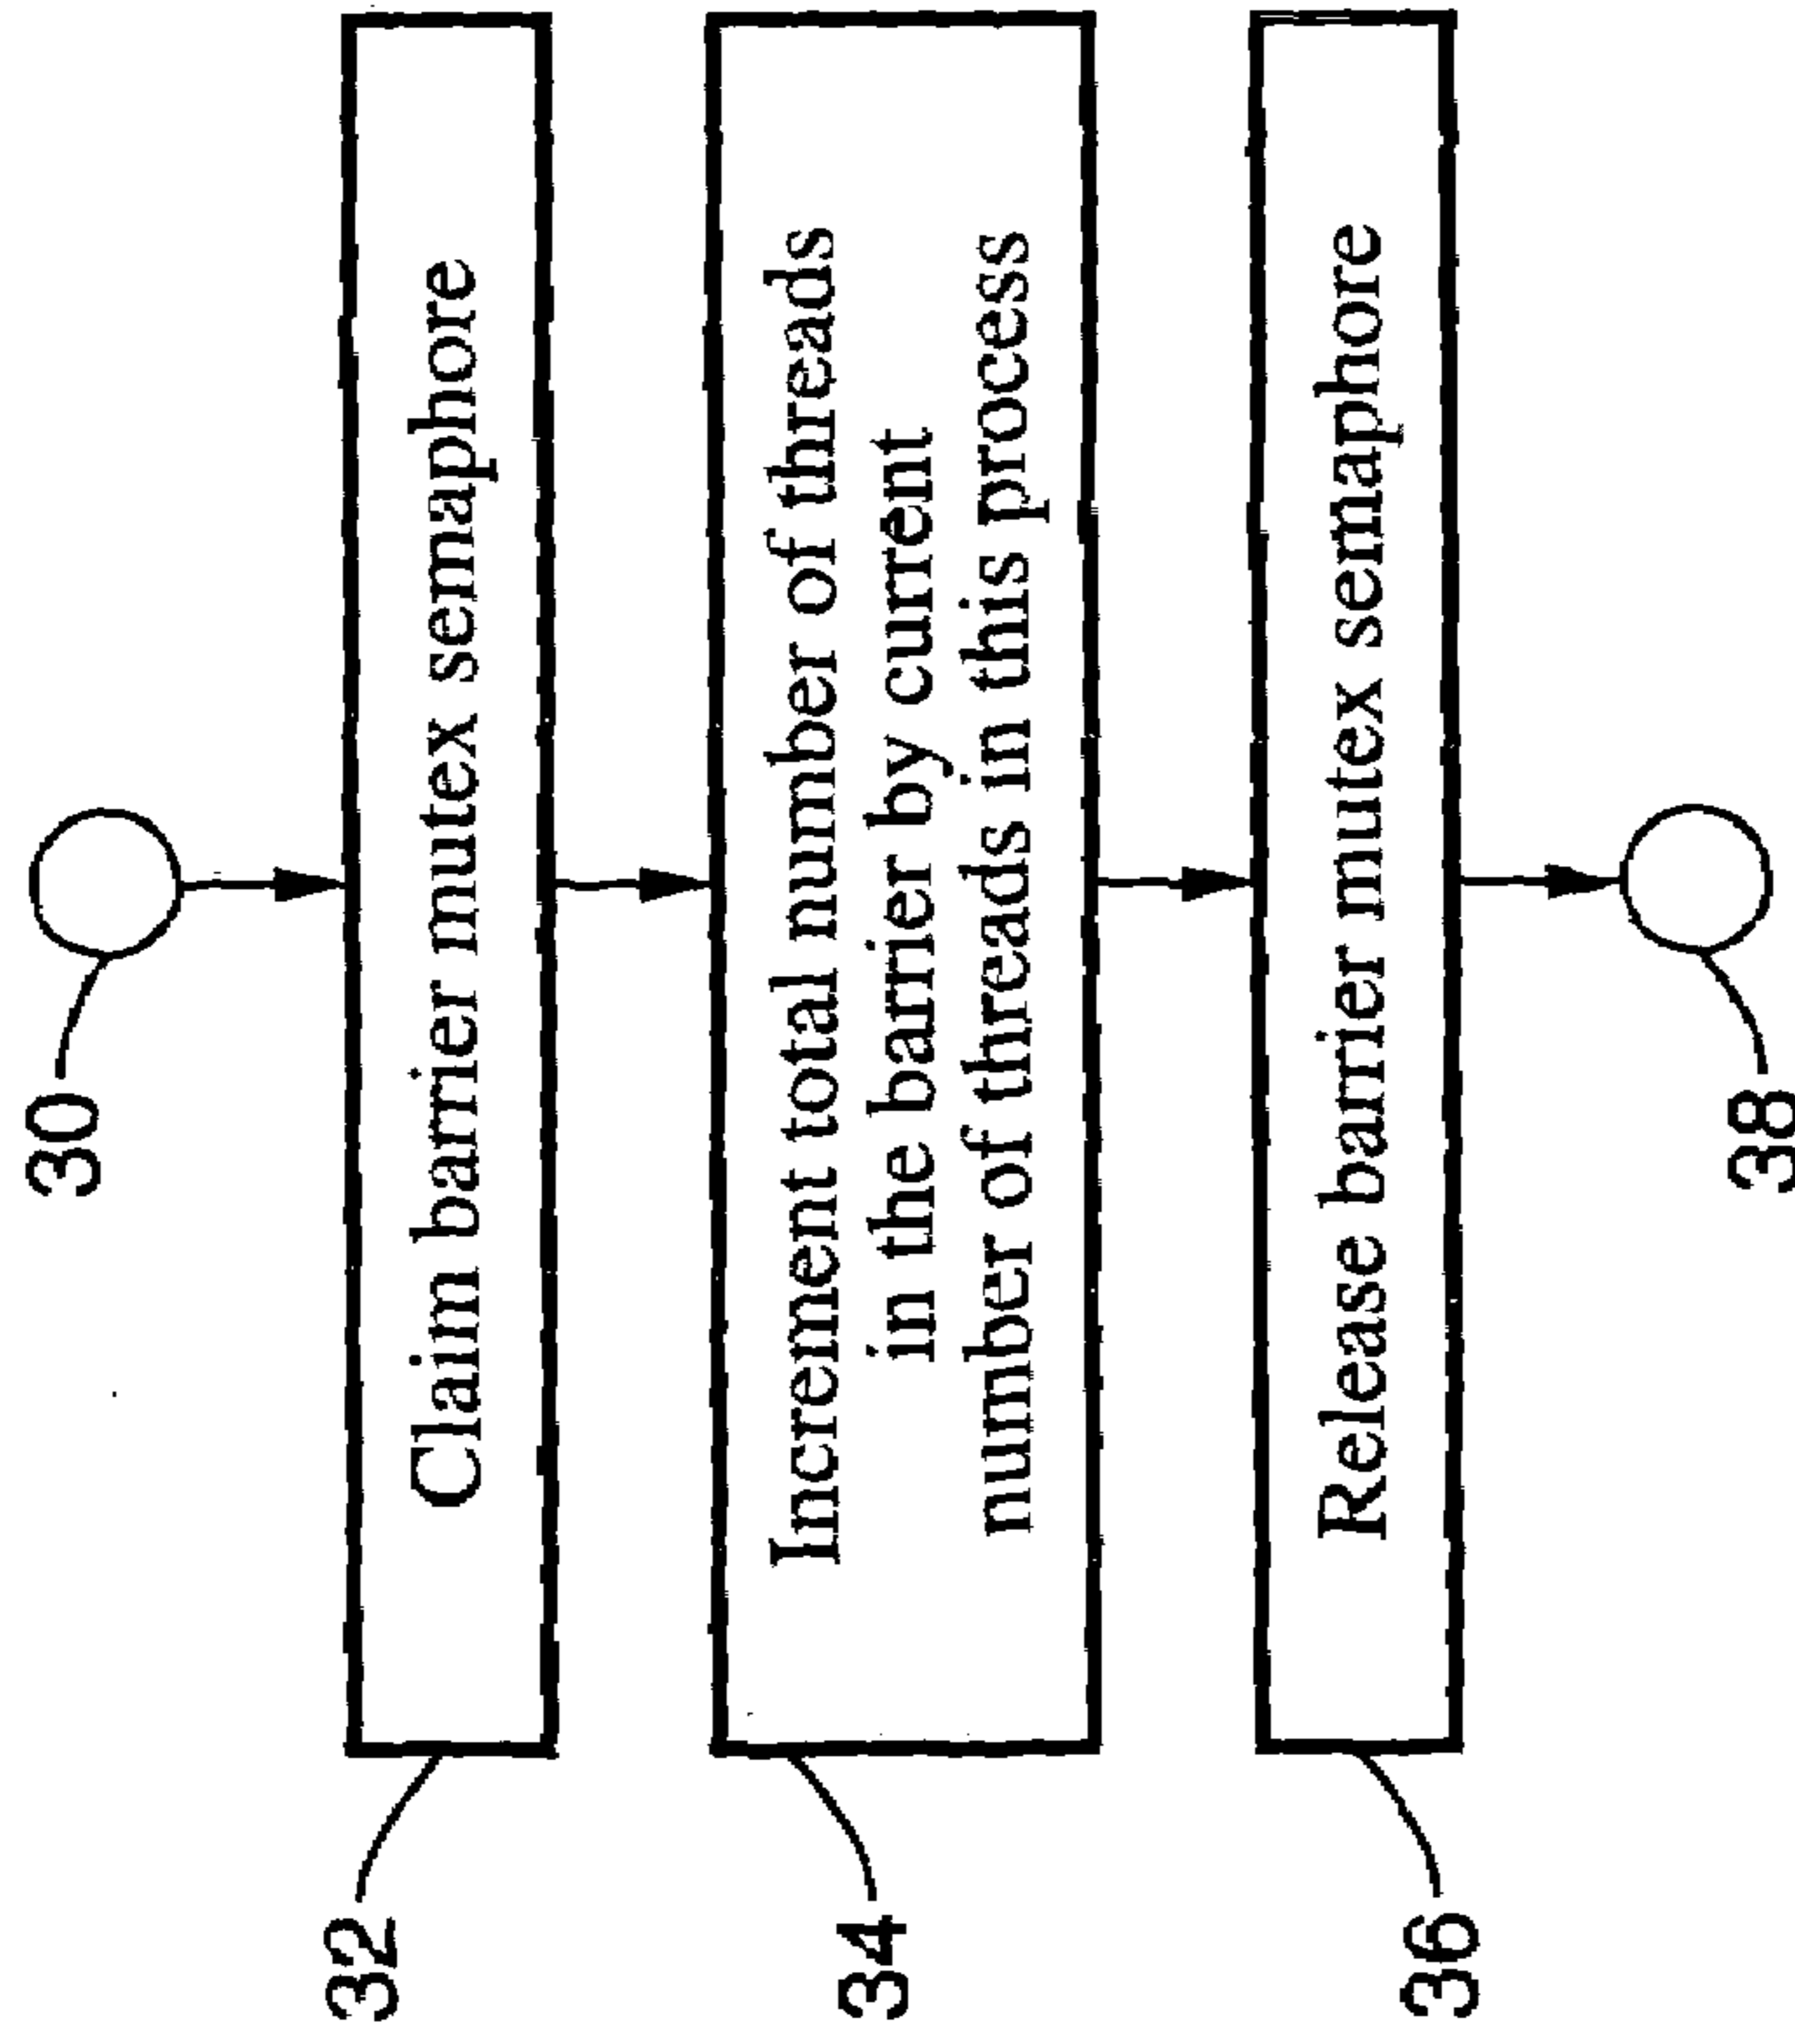 30
32
Claim barrier mutex semaphore
34
Increment total number of threads
in the barrier by current
number of threads in this process
36
Release barrier mutex semaphore
38